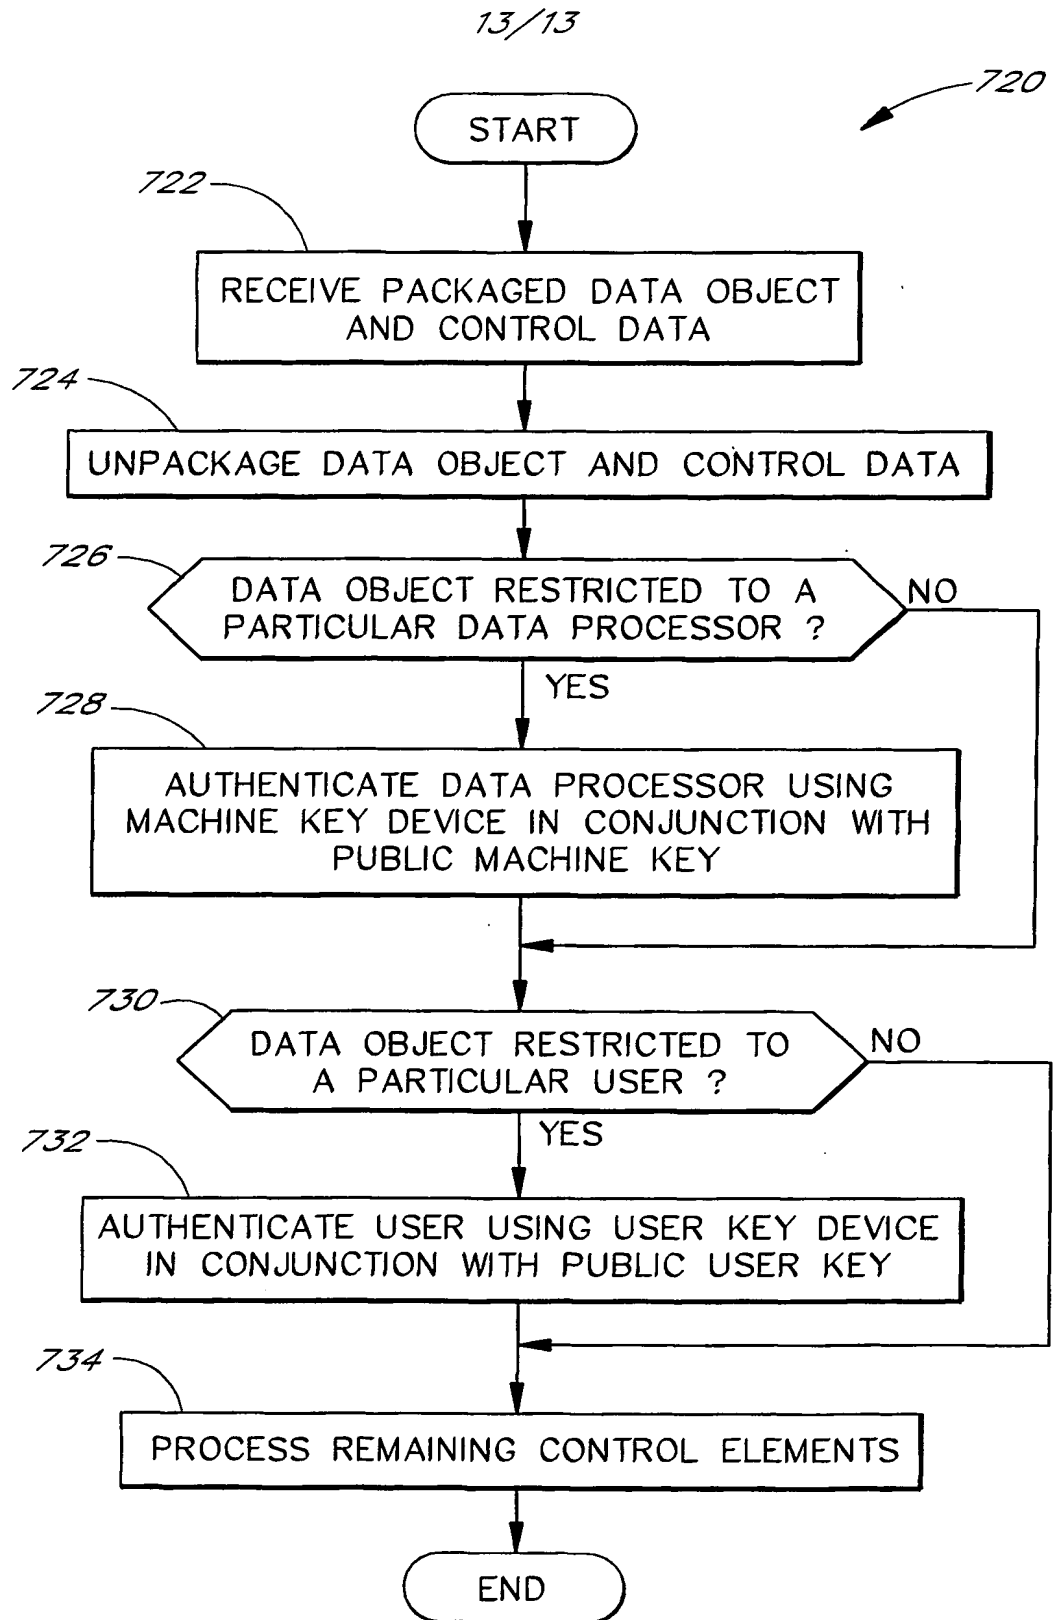 13/13
720
START
722
RECEIVE PACKAGED DATA OBJECT
AND CONTROL DATA
724
UNPACKAGE DATA OBJECT AND CONTROL DATA
726
DATA OBJECT RESTRICTED TO A
PARTICULAR DATA PROCESSOR ?
NO
YES
728
AUTHENTICATE DATA PROCESSOR USING
MACHINE KEY DEVICE IN CONJUNCTION WITH
PUBLIC MACHINE KEY
730
DATA OBJECT RESTRICTED TO
A PARTICULAR USER ?
NO
YES
732
AUTHENTICATE USER USING USER KEY DEVICE
IN CONJUNCTION WITH PUBLIC USER KEY
734
PROCESS REMAINING CONTROL ELEMENTS
END